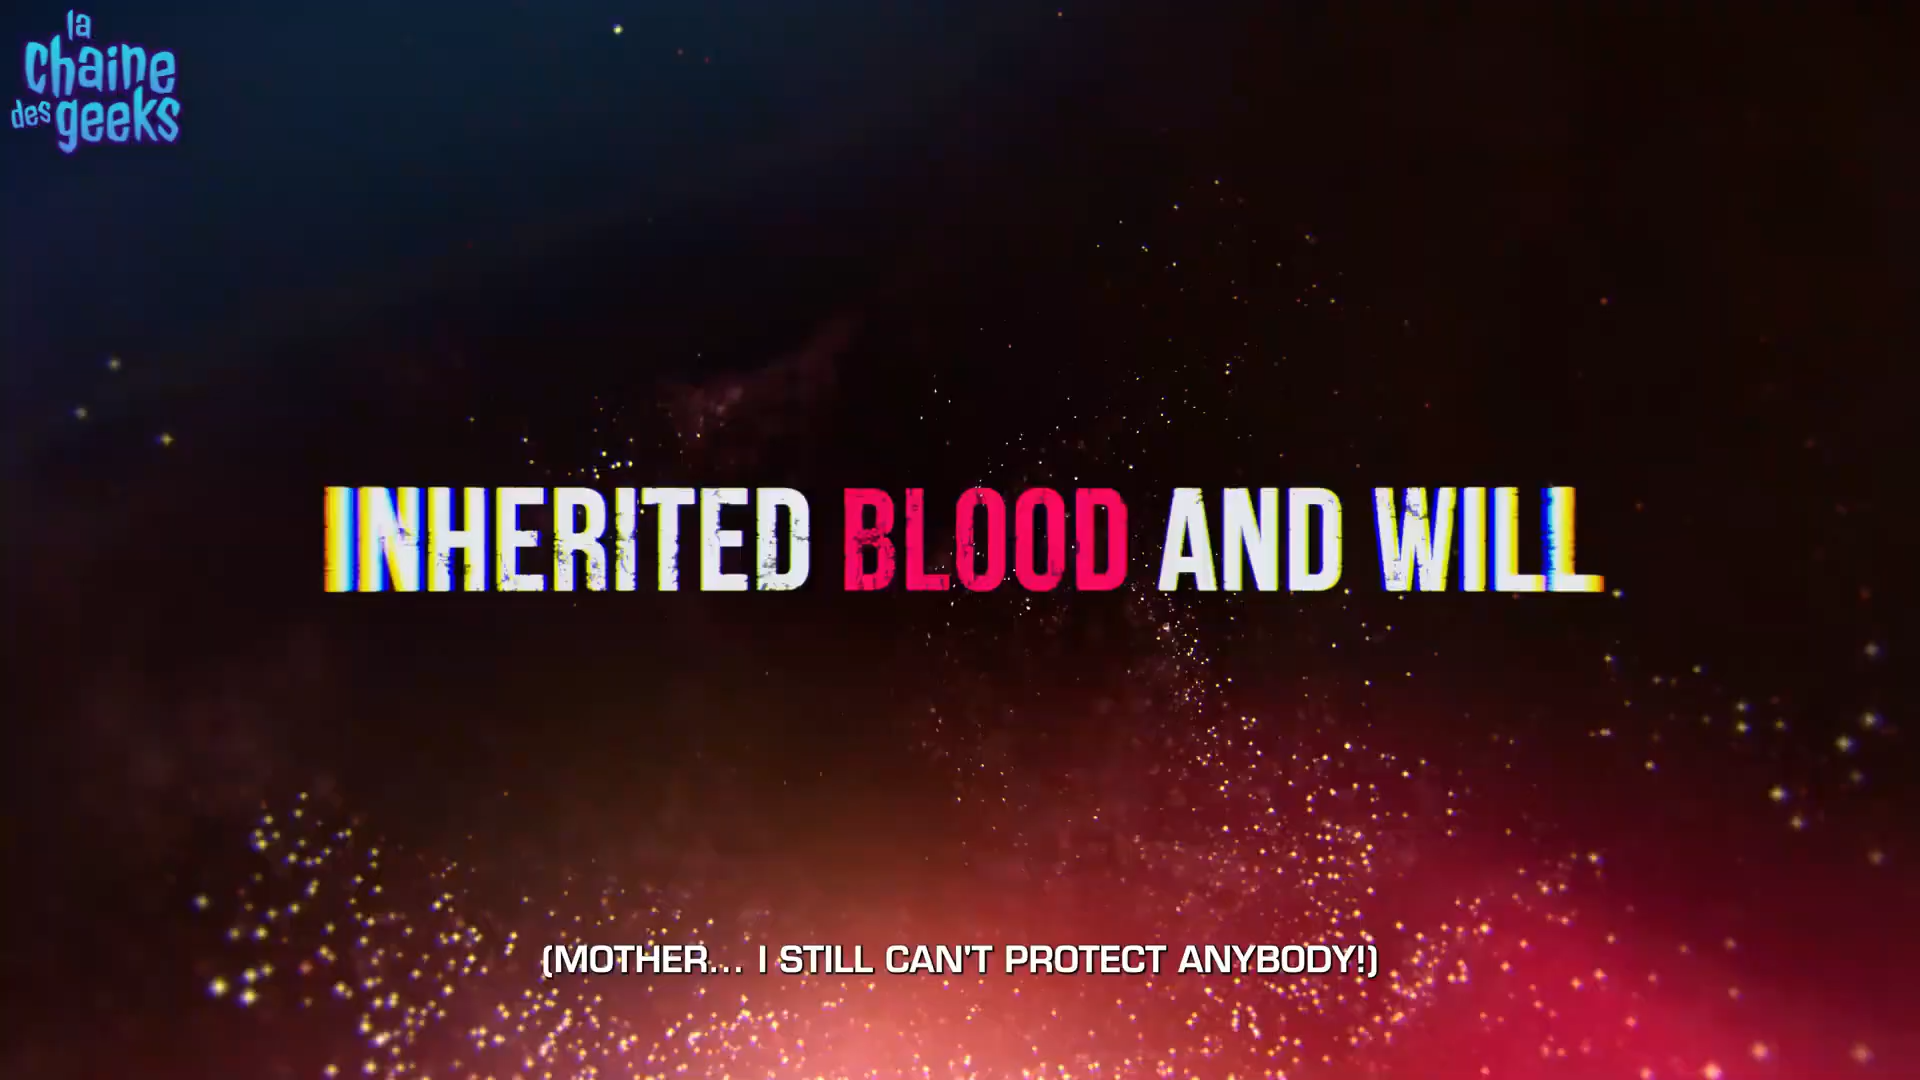 la
chaine
des geeks
INHERITED BLOOD AND WILL
(MOTHER... I STILL CAN'T PROTECT ANYBODY!)